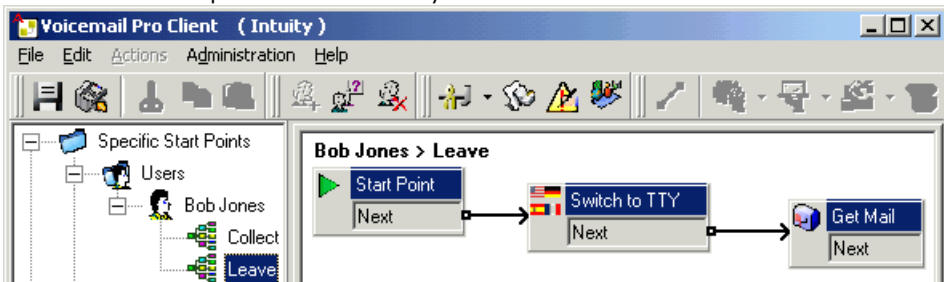 Voicemail Pro Client ( Intuity )
File Edit Actions Administration Help
Specific Start Points
Users
Bob Jones
Collect
Leave
Bob Jones > Leave
Start Point
Next
Switch to TTY
Next
Get Mail
Next